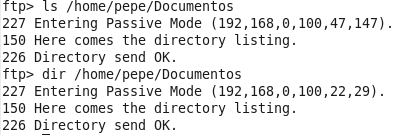 ftp> ls /home/pepe/Documentos
227 Entering Passive Mode (192,168,0,100,47,147).
150 Here comes the directory listing.
226 Directory send OK.
ftp> dir /home/pepe/Documentos
227 Entering Passive Mode (192,168,0,100,22,29).
150 Here comes the directory listing.
226 Directory send OK.